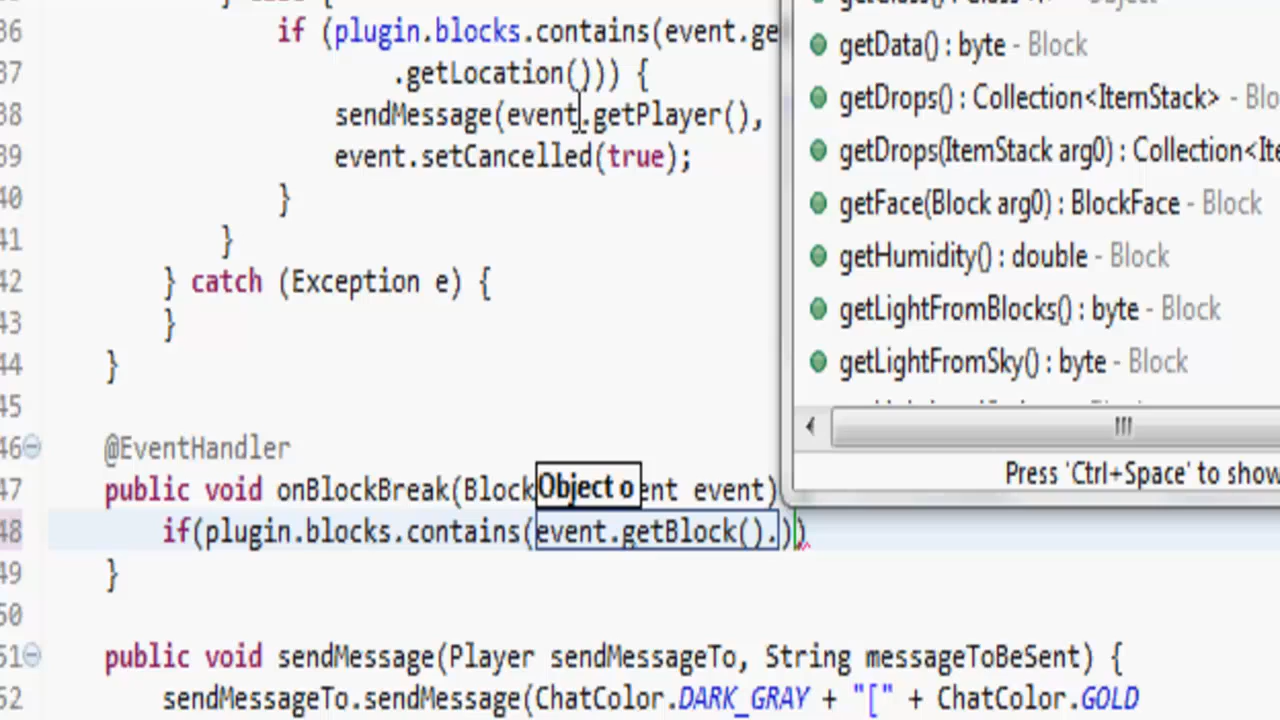 36 if (plugin.blocks.contains(event.ge
37 .getLocation())) {
38 sendMessage(event.getPlayer(),
39 event.setCancelled(true);
40 }
41 }
42 } catch (Exception e) {
43 }
44 }
45
46 @EventHandler
47 public void onBlockBreak(Block ent event)
Object o
48 if(plugin.blocks.contains(event.getBlock().))
49 }
50
51 public void sendMessage(Player sendMessageTo, String messageToBeSent) {
52 sendMessageTo.sendMessage(ChatColor.DARK_GRAY + "[" + ChatColor.GOLD
getData() : byte - Block
getDrops() : Collection<ItemStack> - Blo
getDrops(ItemStack arg0) : Collection<Ite
getFace(Block arg0) : BlockFace - Block
getHumidity() : double - Block
getLightFromBlocks() : byte - Block
getLightFromSky() : byte - Block
Press 'Ctrl+Space' to show